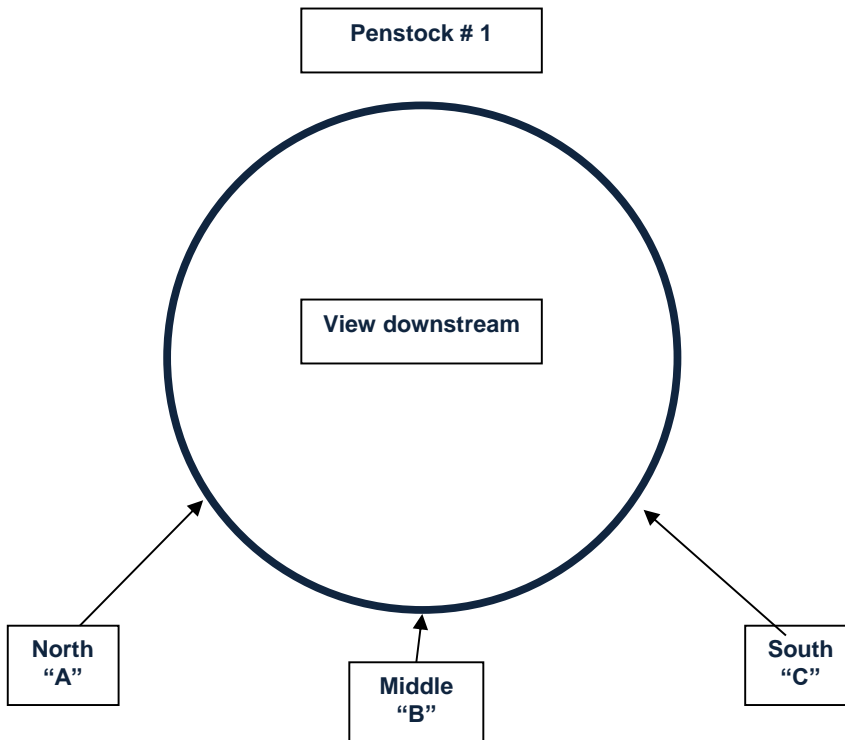 Penstock # 1
View downstream
North
“A”
Middle
“B”
South
“C”